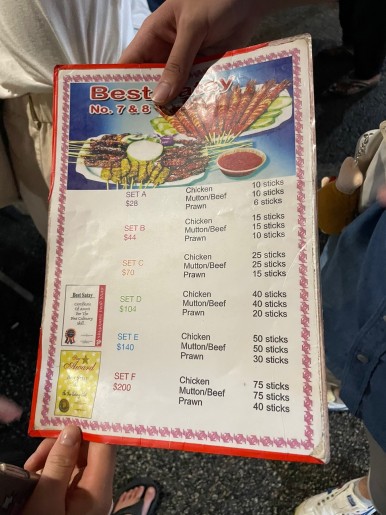 Best Satay
No. 7 & 8
SET A
$28
Chicken 10 sticks
Mutton/Beef 10 sticks
Prawn 6 sticks
SET B
$44
Chicken 15 sticks
Mutton/Beef 15 sticks
Prawn 10 sticks
SET C
$70
Chicken 25 sticks
Mutton/Beef 25 sticks
Prawn 15 sticks
SET D
$104
Chicken 40 sticks
Mutton/Beef 40 sticks
Prawn 20 sticks
SET E
$140
Chicken 50 sticks
Mutton/Beef 50 sticks
Prawn 30 sticks
SET F
$200
Chicken 75 sticks
Mutton/Beef 75 sticks
Prawn 40 sticks
Best Satay
Award